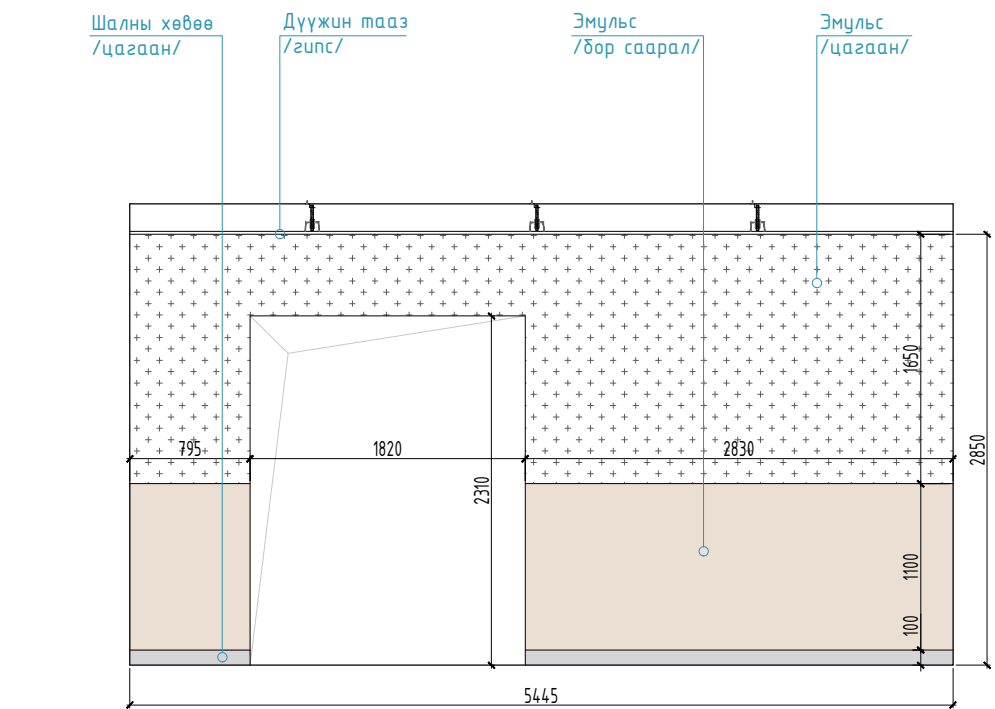 Шалны хөвөө
/цагаан/
Дүүжин тааз
/гипс/
Эмульс
/бор саарал/
Эмульс
/цагаан/
1650
795
1820
2830
2850
2310
1100
100
5445